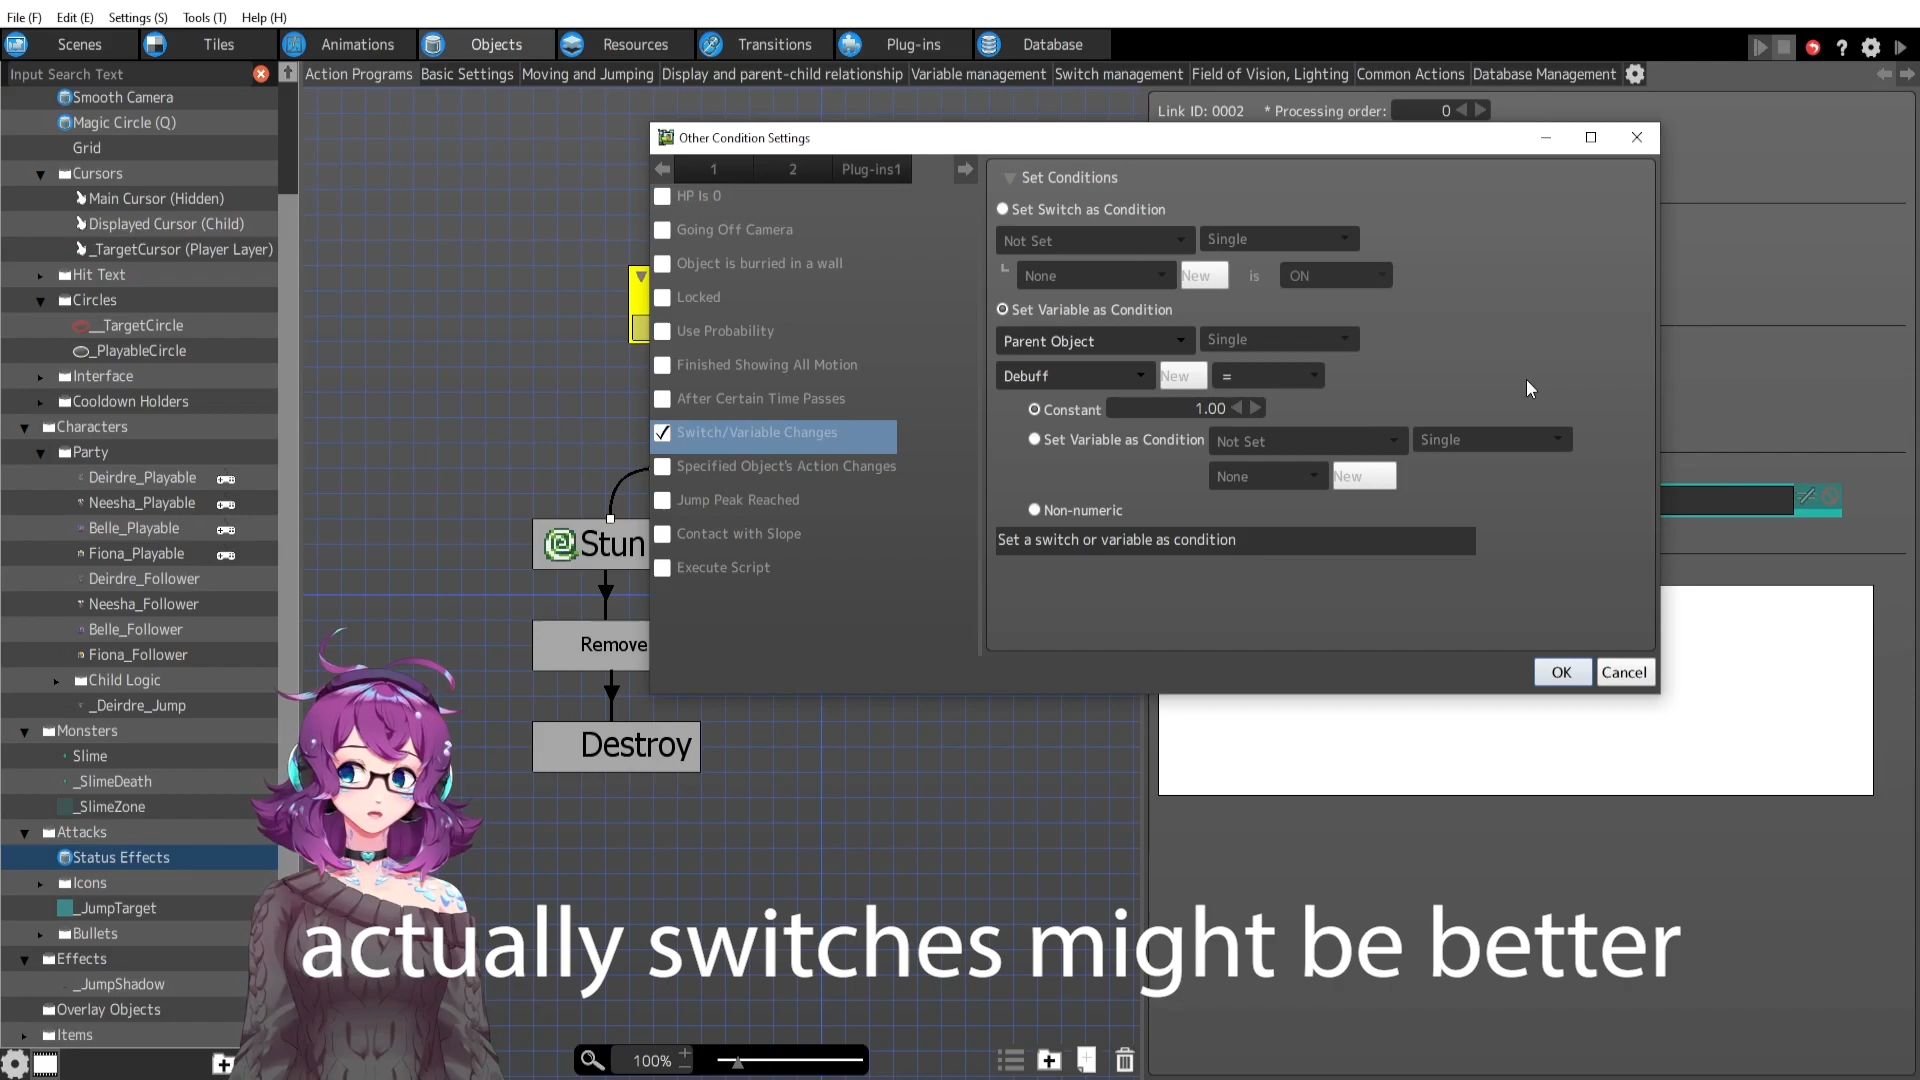 File (F) Edit (E) Settings (S) Tools (T) Help (H)
Scenes Tiles Animations Objects Resources Transitions Plug-ins Database
Input Search Text
Action Programs Basic Settings Moving and Jumping Display and parent-child relationship Variable management Switch management Field of Vision, Lighting Common Actions Database Management
Smooth Camera
Magic Circle (Q)
Grid
Cursors
Main Cursor (Hidden)
Displayed Cursor (Child)
_TargetCursor (Player Layer)
Hit Text
Circles
__TargetCircle
_PlayableCircle
Interface
Cooldown Holders
Characters
Party
Deirdre_Playable
Neesha_Playable
Belle_Playable
Fiona_Playable
Deirdre_Follower
Neesha_Follower
Belle_Follower
Fiona_Follower
Child Logic
_Deirdre_Jump
Monsters
Slime
_SlimeDeath
_SlimeZone
Attacks
Status Effects
Icons
_JumpTarget
Bullets
Effects
_JumpShadow
Overlay Objects
Items
Stun
Remove
Destroy
100%
Link ID: 0002 * Processing order: 0
Other Condition Settings
1 2 Plug-ins1
HP Is 0
Going Off Camera
Object is burried in a wall
Locked
Use Probability
Finished Showing All Motion
After Certain Time Passes
Switch/Variable Changes
Specified Object's Action Changes
Jump Peak Reached
Contact with Slope
Execute Script
Set Conditions
Set Switch as Condition
Not Set Single
None New is ON
Set Variable as Condition
Parent Object Single
Debuff New =
Constant 1.00
Set Variable as Condition Not Set Single
None New
Non-numeric
Set a switch or variable as condition
OK Cancel
actually switches might be better